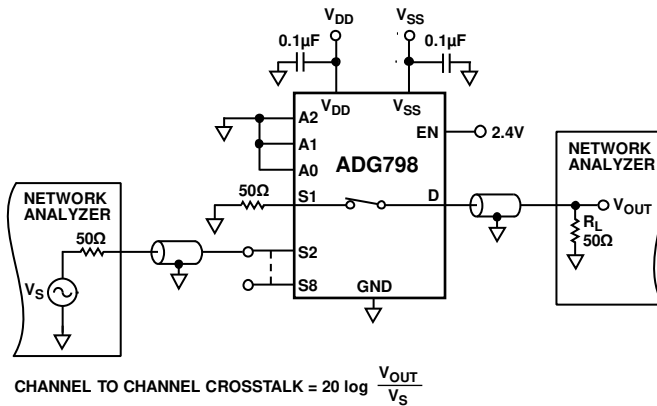 VDD
VSS
0.1µF
0.1µF
VDD
VSS
A2
A1
A0
EN
2.4V
ADG798
50Ω
S1
D
NETWORK
ANALYZER
VOUT
RL
50Ω
NETWORK
ANALYZER
50Ω
VS
S2
S8
GND
CHANNEL TO CHANNEL CROSSTALK = 20 log VOUT
VS